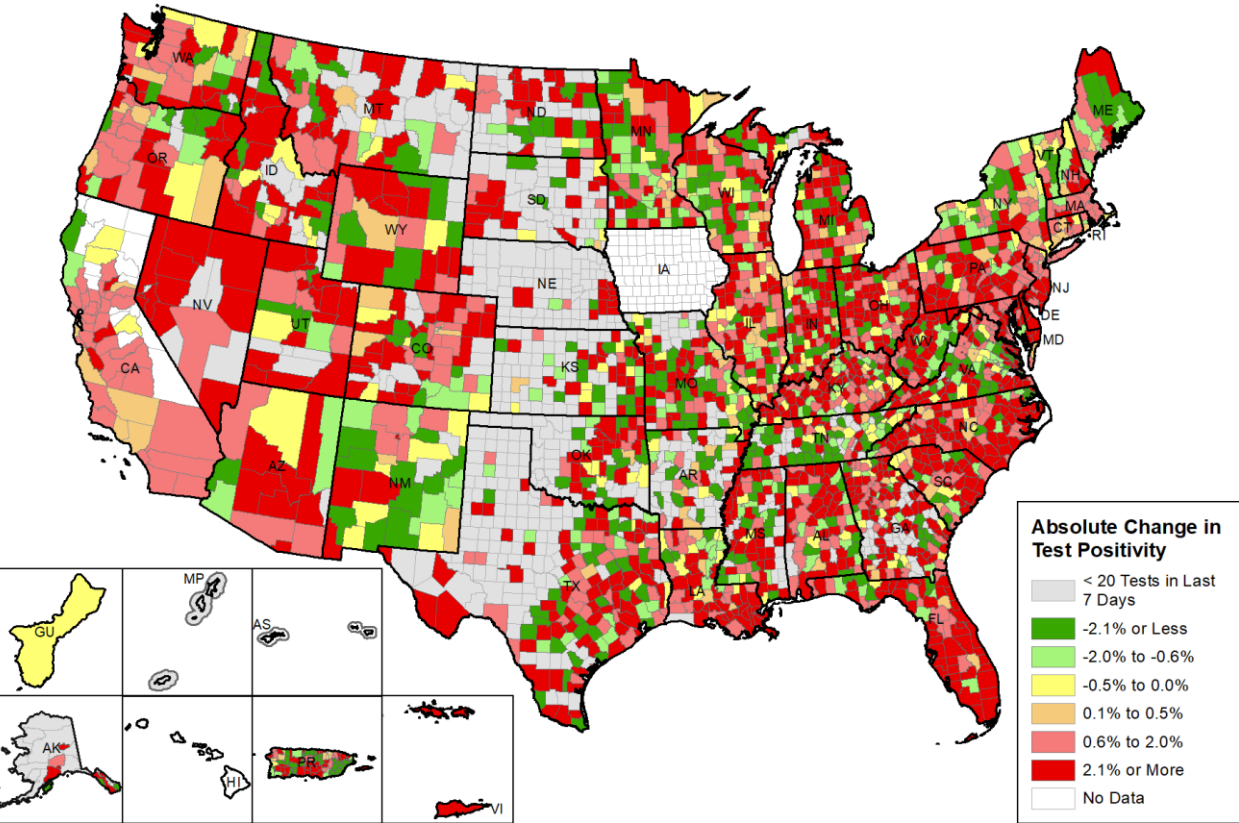 WA
MT
ND
MN
ME
OR
ID
SD
WI
VT
NH
NY
MA
CT
RI
WY
MI
IA
NE
PA
NJ
NV
UT
CO
IL
IN
OH
DE
MD
WV
VA
CA
KS
MO
KY
AZ
NM
OK
AR
TN
NC
SC
MS
AL
GA
TX
LA
FL
MP
GU
AS
AK
HI
PR
VI
Absolute Change in
Test Positivity
< 20 Tests in Last
7 Days
-2.1% or Less
-2.0% to -0.6%
-0.5% to 0.0%
0.1% to 0.5%
0.6% to 2.0%
2.1% or More
No Data